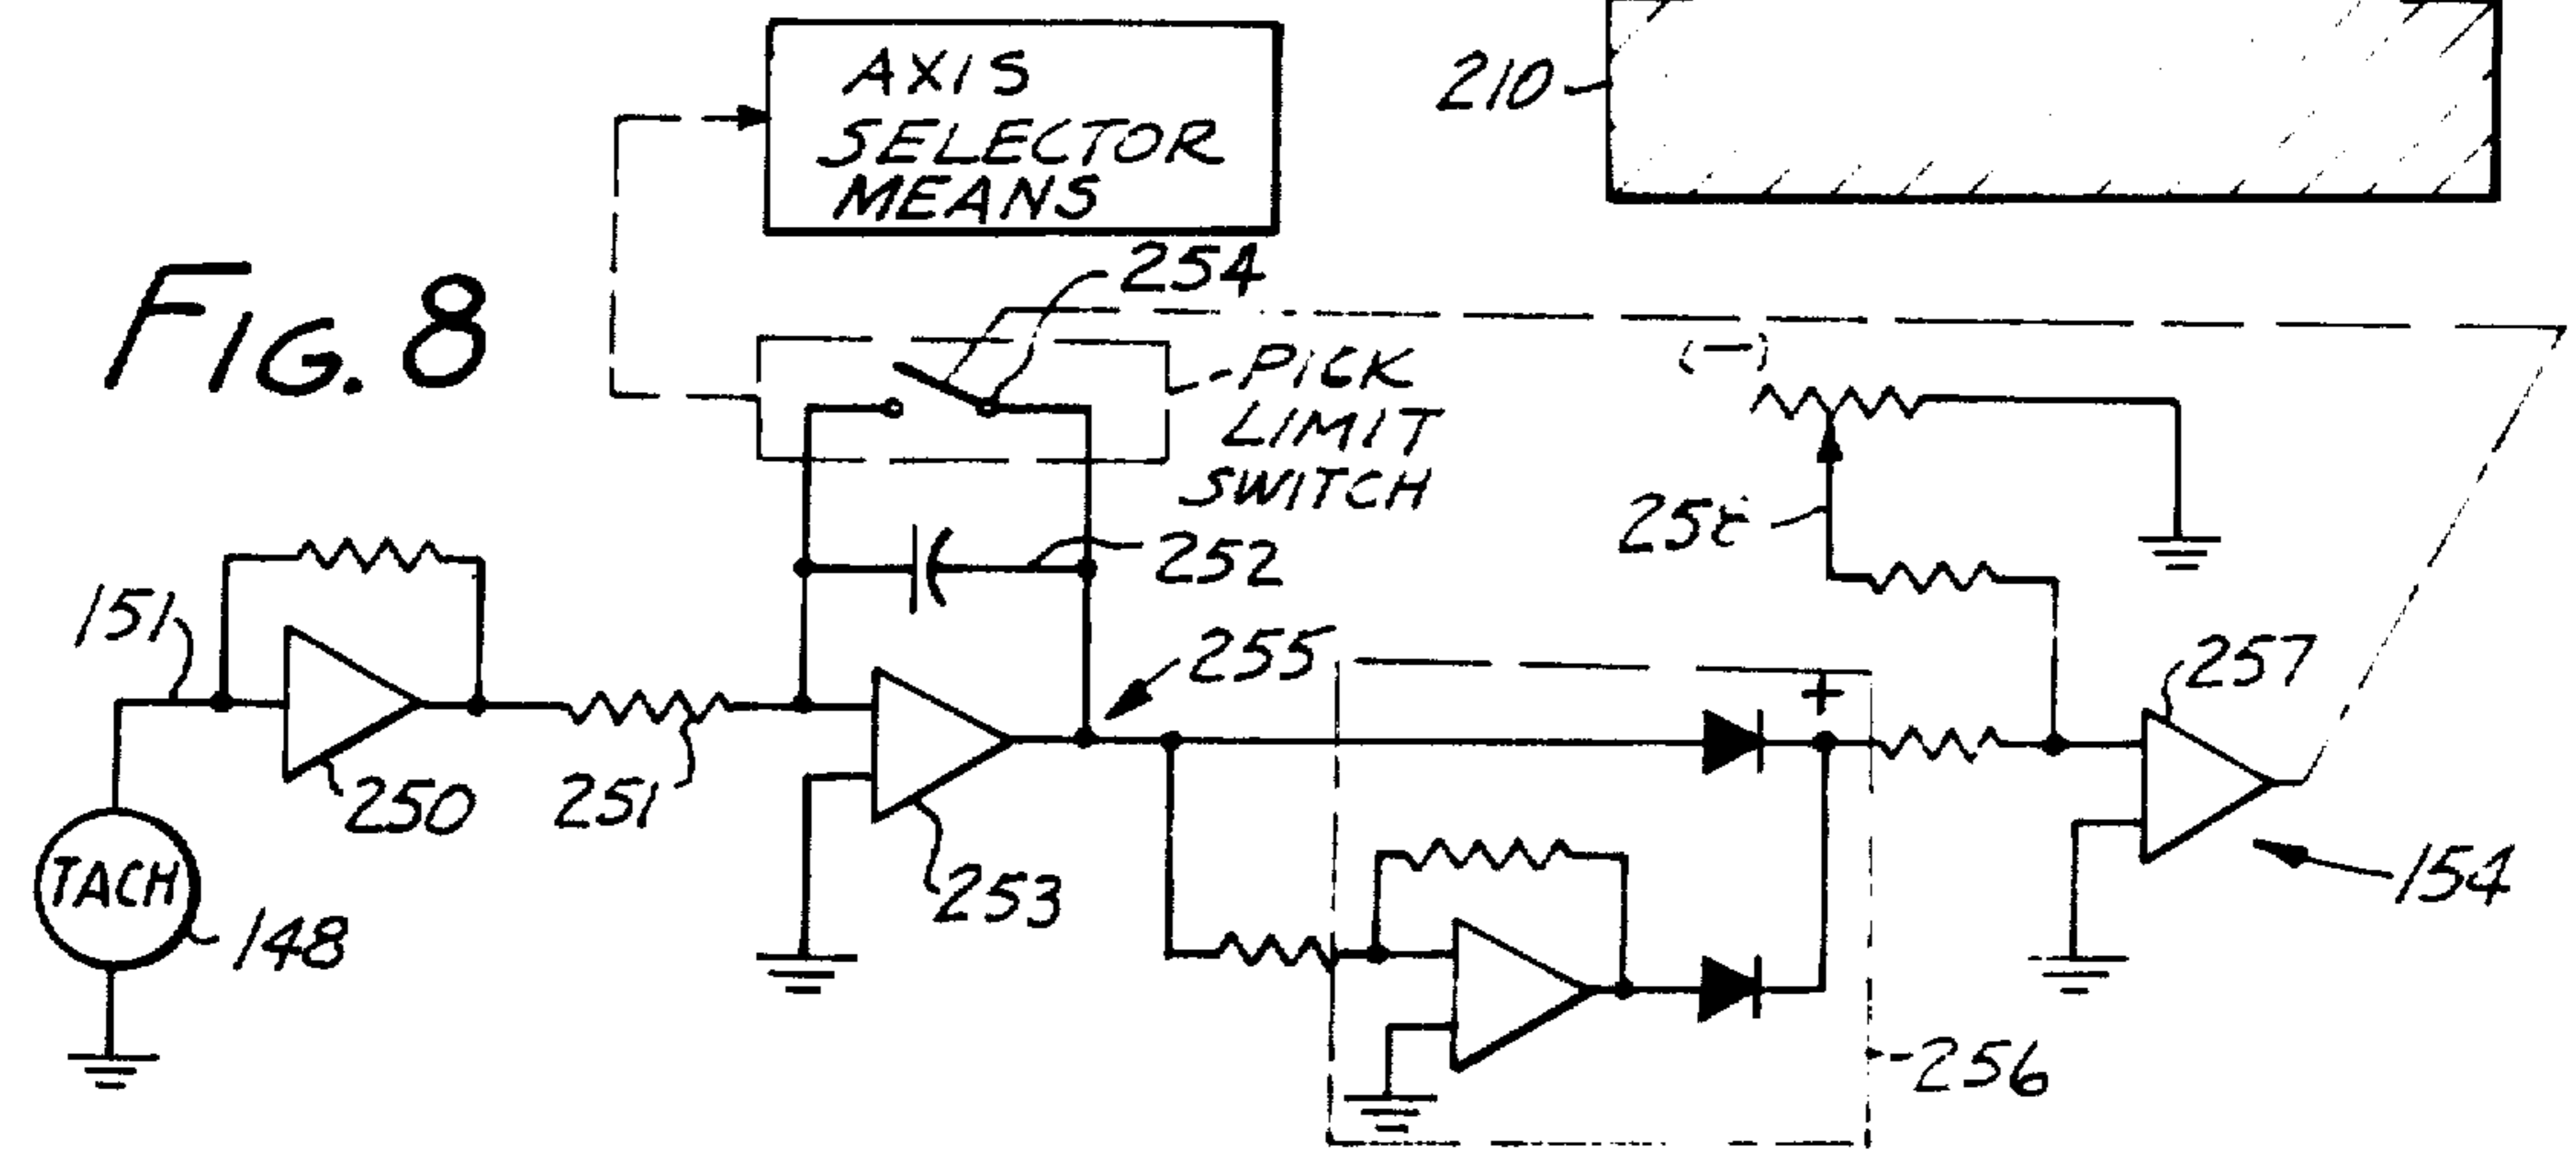 AXIS
SELECTOR
MEANS
210
FIG. 8
254
(-)
PICK
LIMIT
SWITCH
252
151
255
257
+
250
251
253
TACH
148
154
256